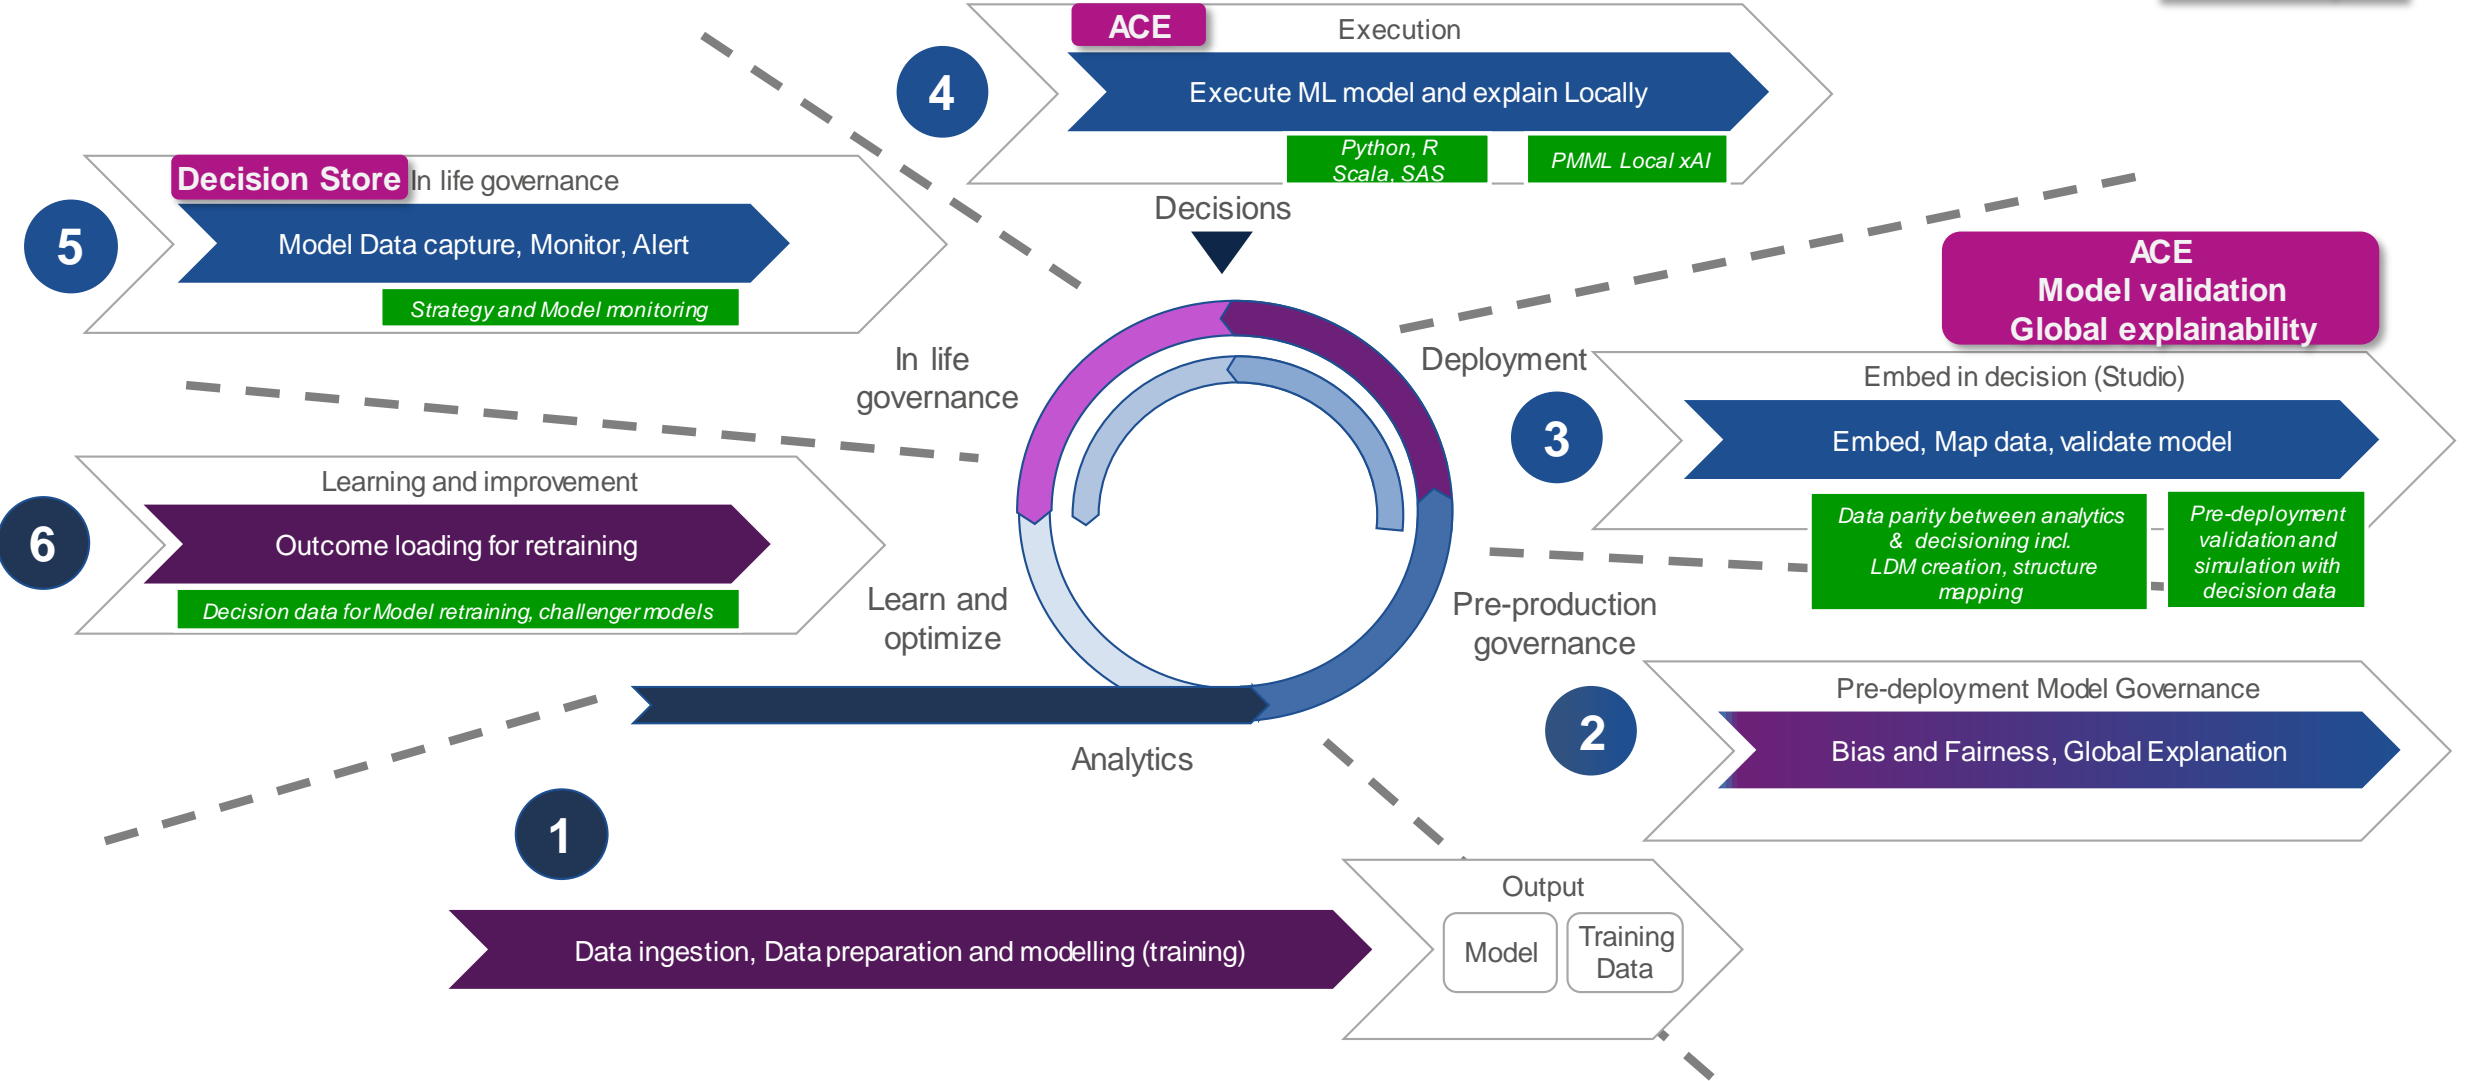 ACE
Execution
4
Execute ML model and explain Locally
Python, R
Scala, SAS
PMML Local xAI
Decision Store
In life governance
5
Model Data capture, Monitor, Alert
Strategy and Model monitoring
Decisions
ACE
Model validation
Global explainability
In life
governance
Deployment
Embed in decision (Studio)
3
Embed, Map data, validate model
Data parity between analytics
& decisioning incl.
LDM creation, structure
mapping
Pre-deployment
validation and
simulation with
decision data
Learning and improvement
6
Outcome loading for retraining
Decision data for Model retraining, challenger models
Learn and
optimize
Pre-production
governance
Pre-deployment Model Governance
2
Bias and Fairness, Global Explanation
Analytics
1
Data ingestion, Data preparation and modelling (training)
Output
Model
Training
Data